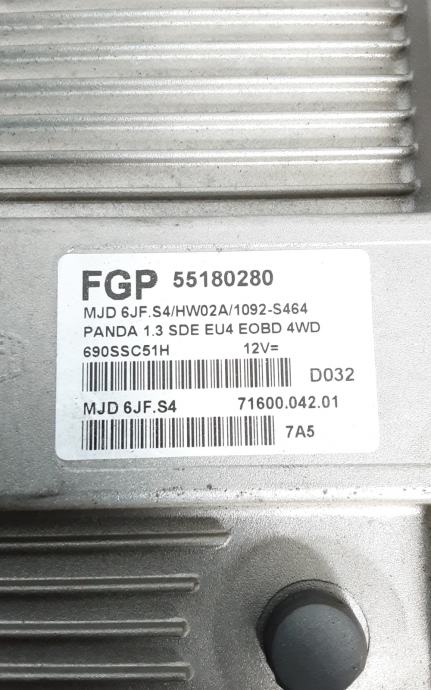 FGP 55180280
MJD 6JF.S4/HW02A/1092-S464
PANDA 1.3 SDE EU4 EOBD 4WD
690SSC51H 12V=
D032
MJD 6JF.S4 71600.042.01
7A5